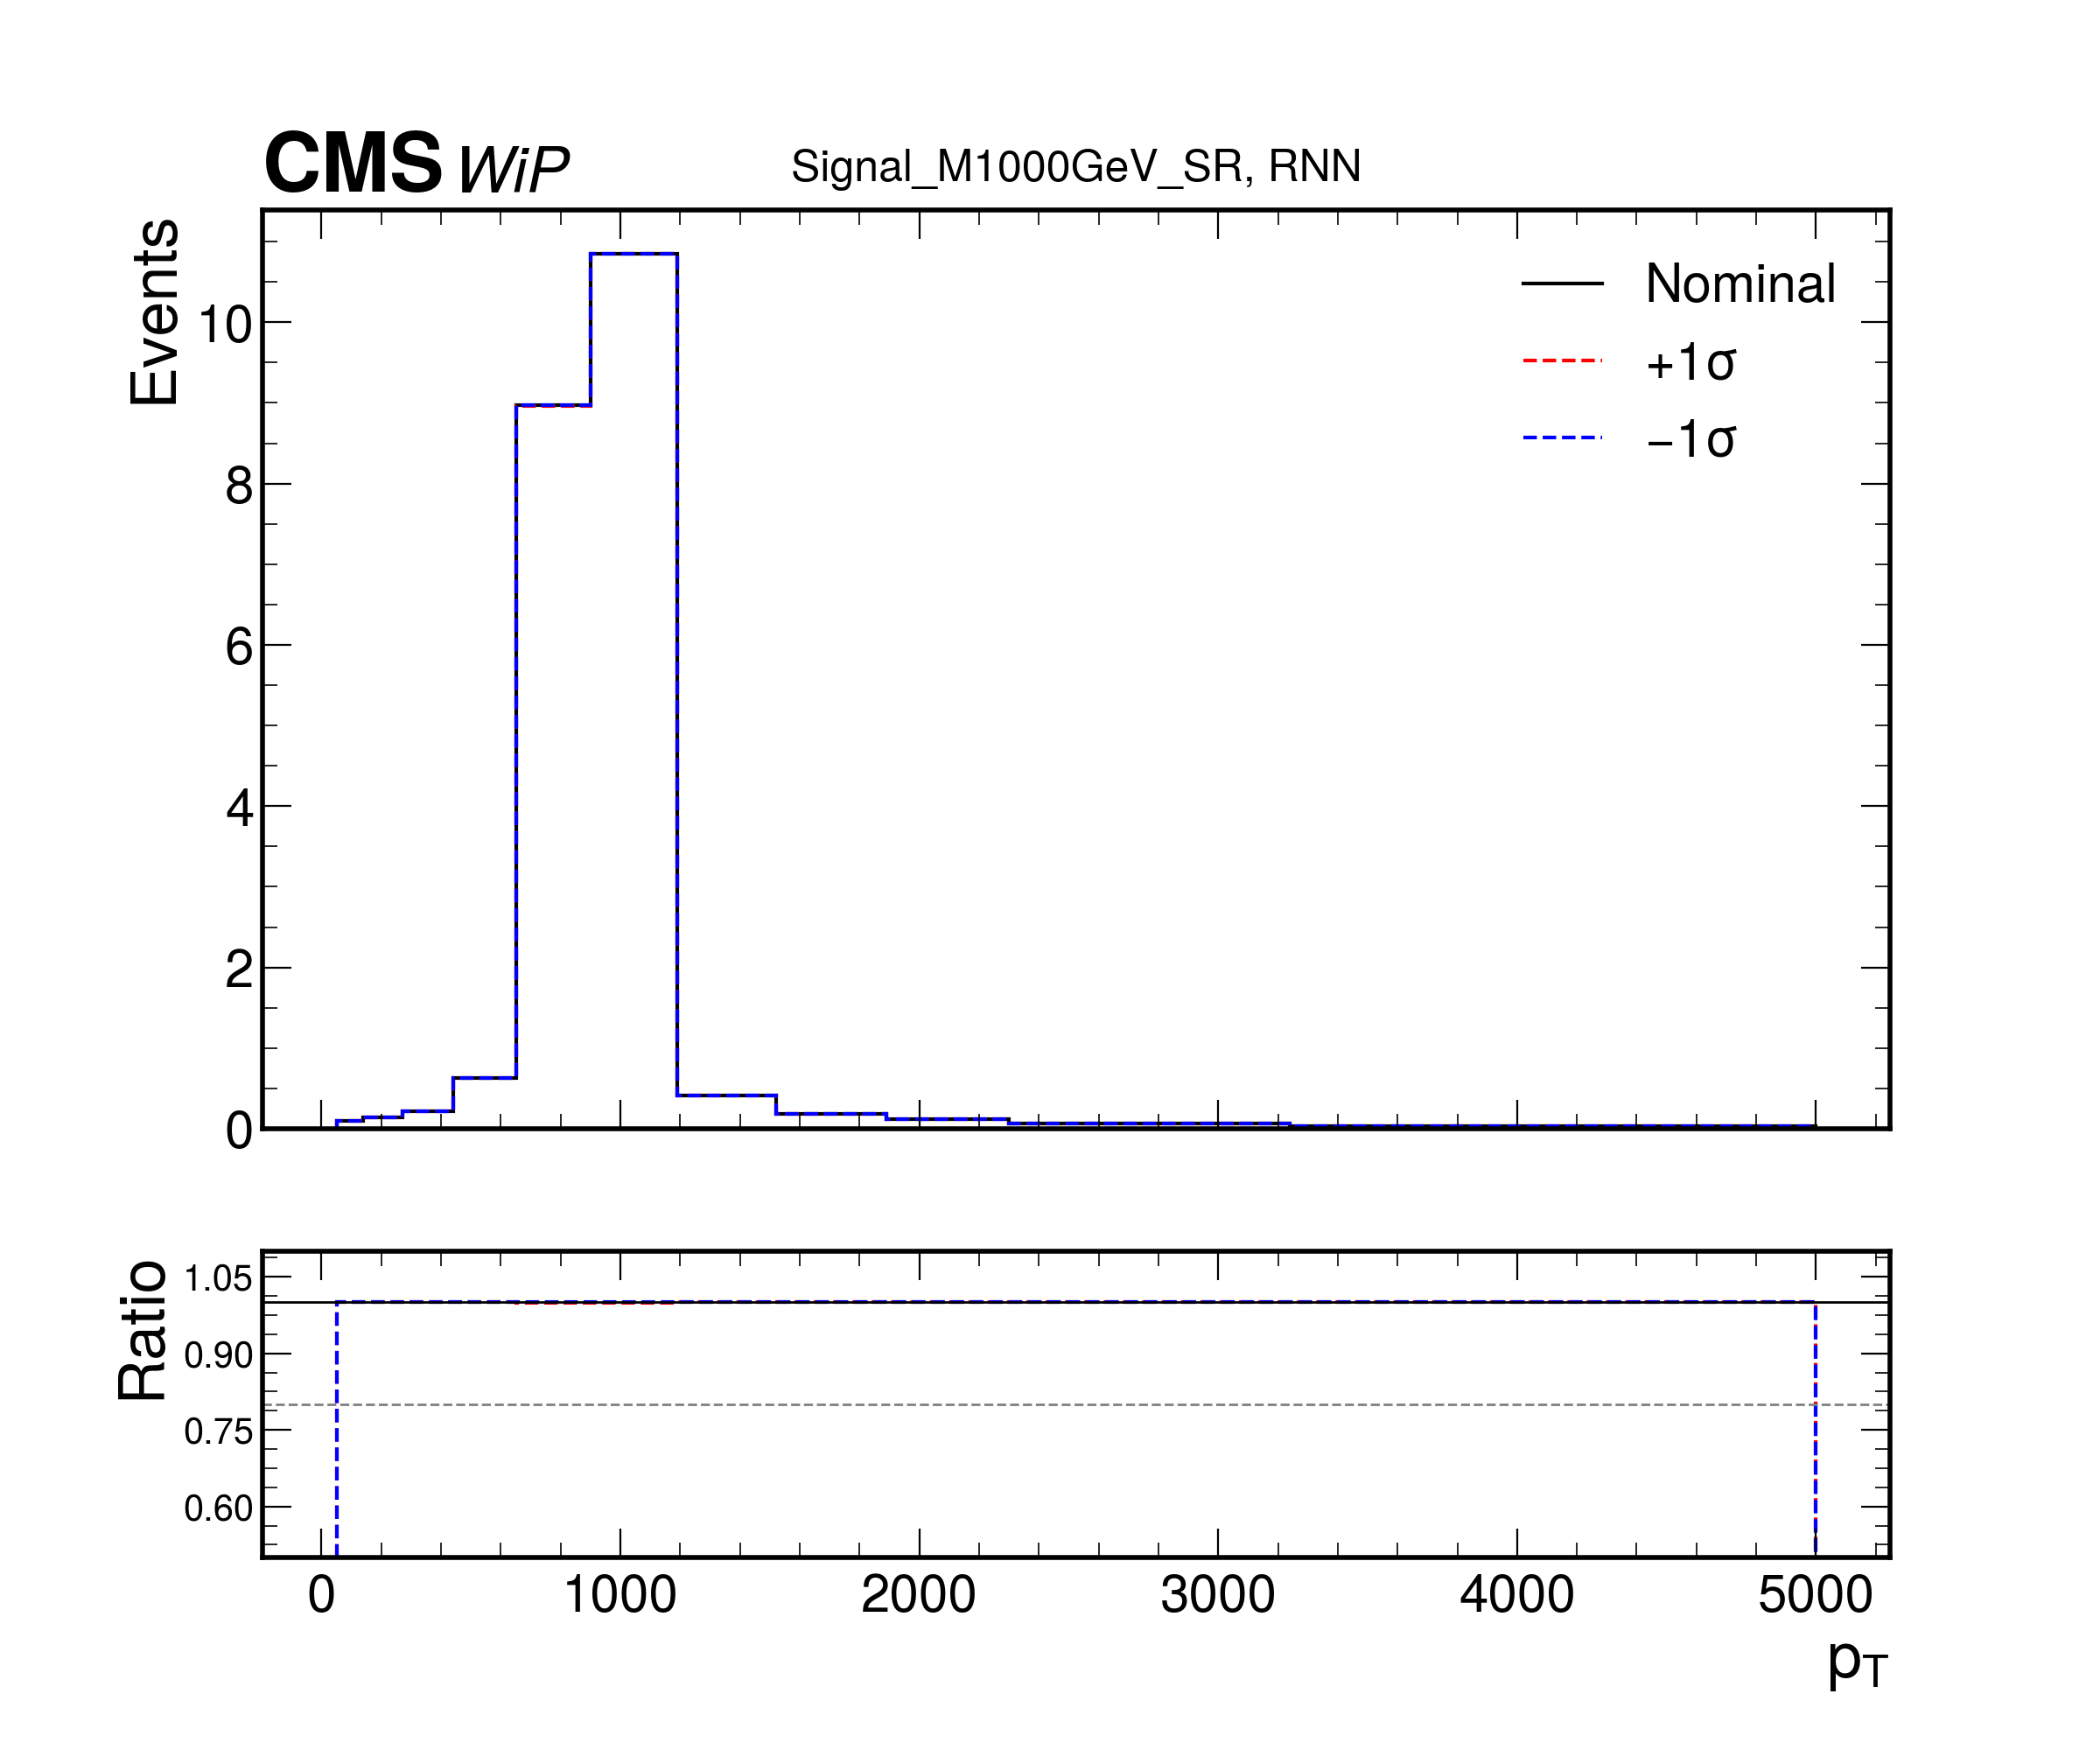 CMS WiP
Signal_M1000GeV_SR, RNN
Events
10
8
6
4
2
0
Nominal
+1σ
−1σ
Ratio
1.05
0.90
0.75
0.60
0 1000 2000 3000 4000 5000
pT